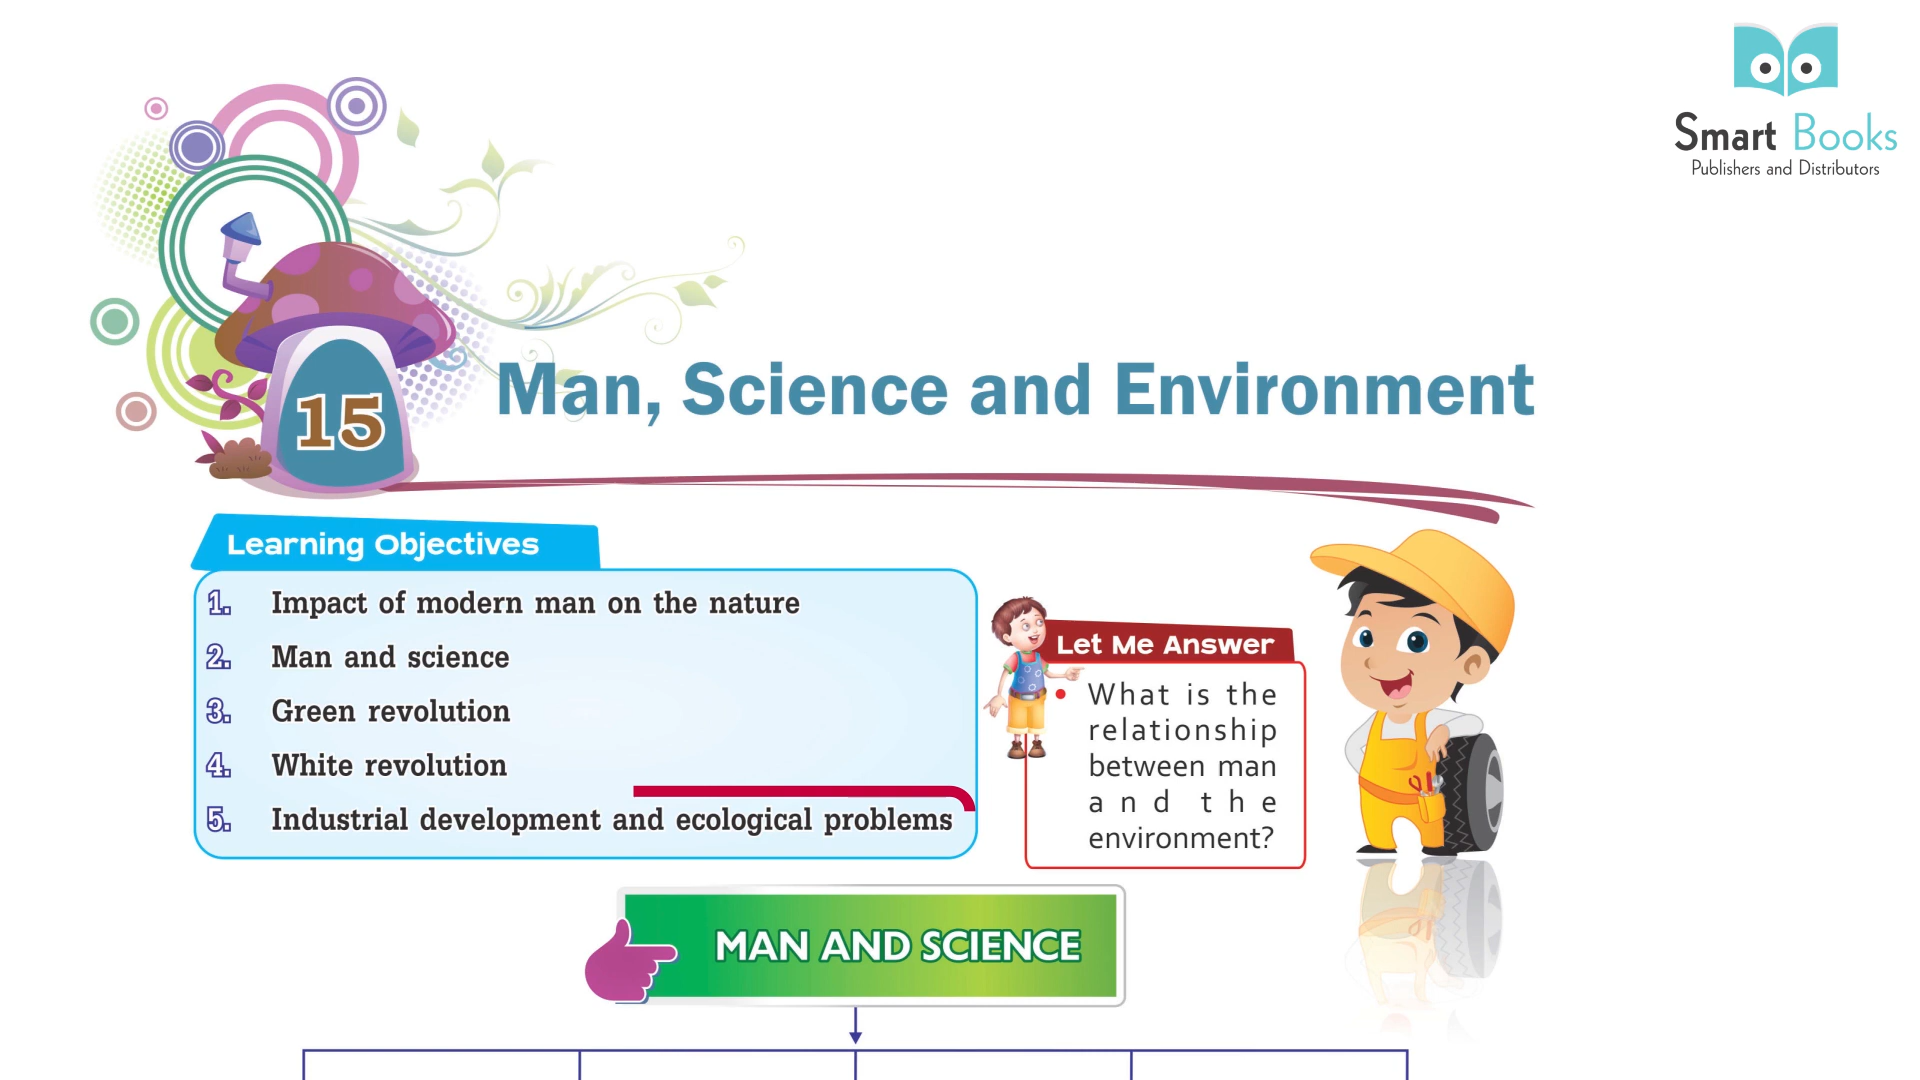 Smart Books
Publishers and Distributors
15
Man, Science and Environment
Learning Objectives
1. Impact of modern man on the nature
2. Man and science
3. Green revolution
4. White revolution
5. Industrial development and ecological problems
Let Me Answer
• What is the
relationship
between man
and the
environment?
MAN AND SCIENCE